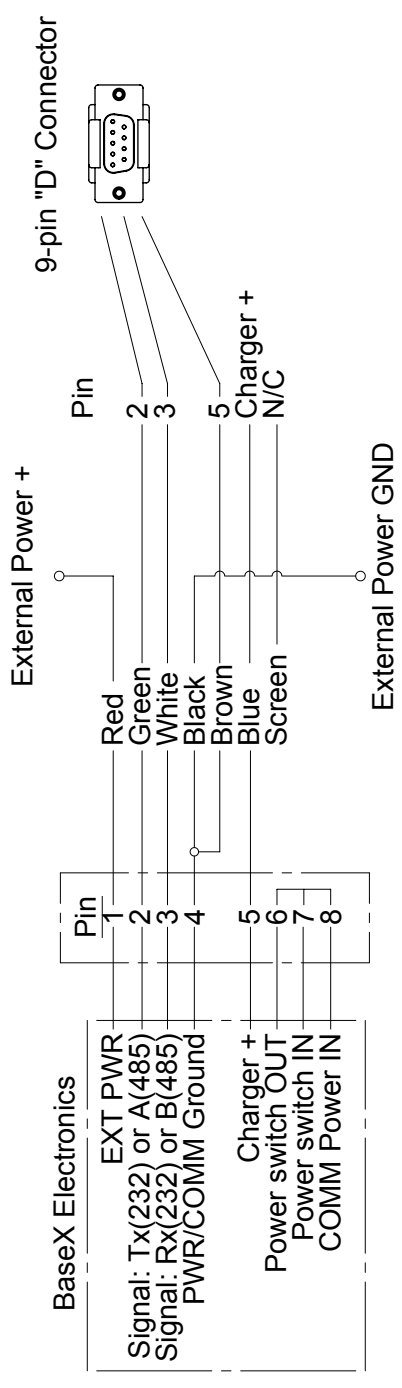 BaseX Electronics
EXT PWR
Signal: Tx(232) or A(485)
Signal: Rx(232) or B(485)
PWR/COMM Ground
Charger +
Power switch OUT
Power switch IN
COMM Power IN
Pin
1
2
3
4
5
6
7
8
Red
Green
White
Black
Brown
Blue
Screen
External Power +
External Power GND
Pin
2
3
5
Charger +
N/C
9-pin "D" Connector